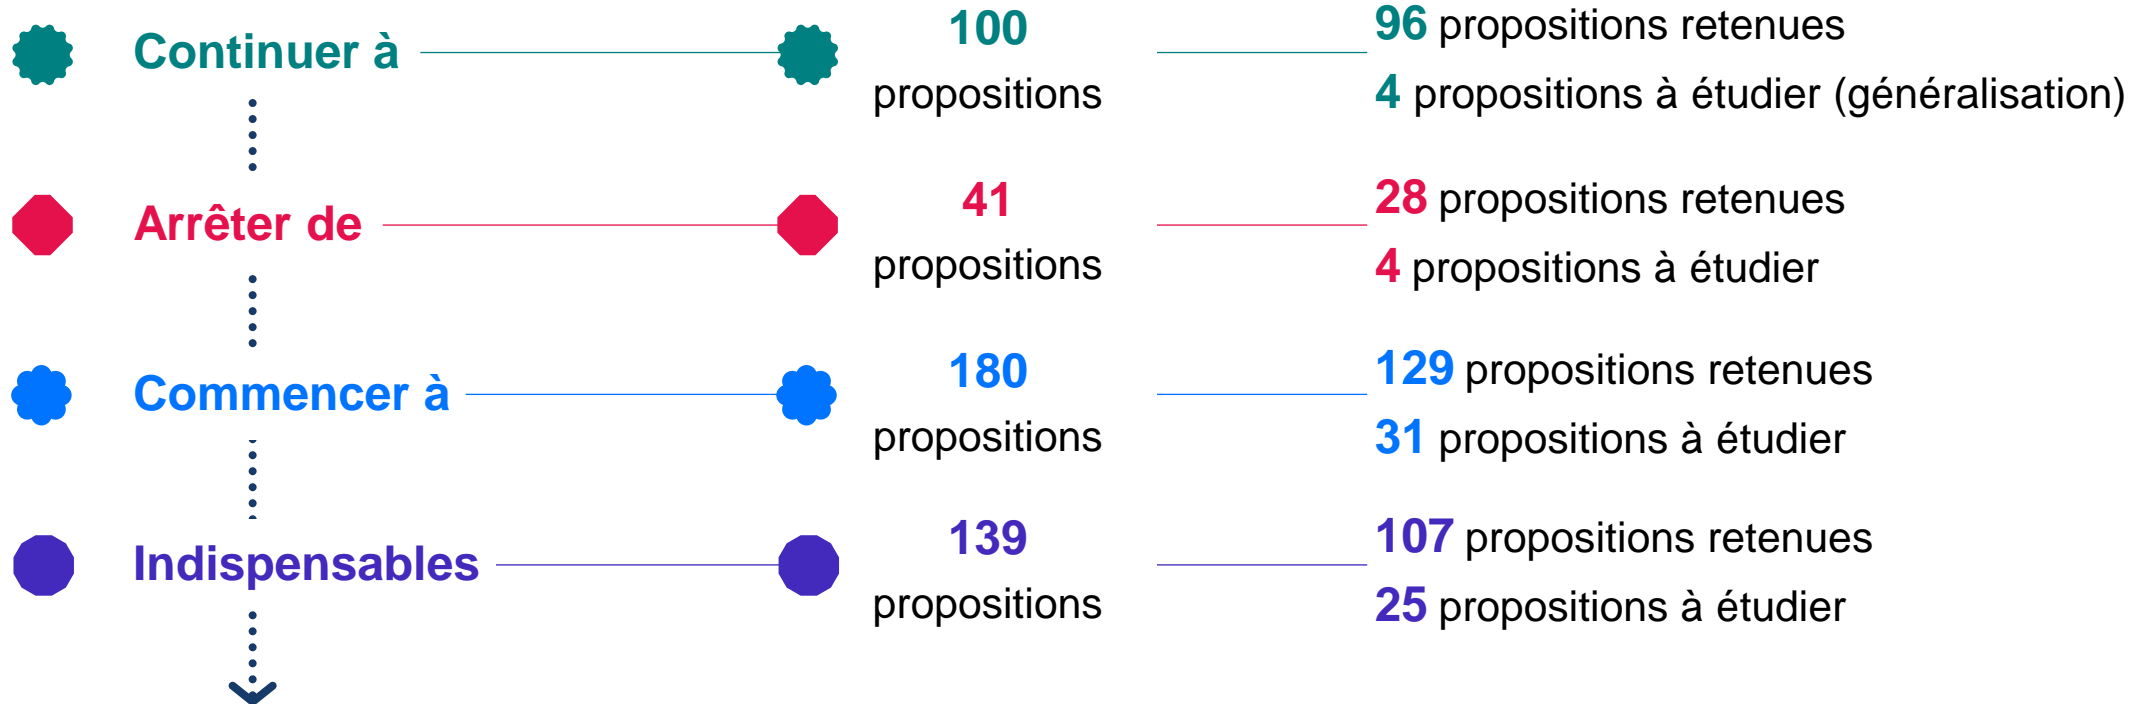 Continuer à
100
propositions
96 propositions retenues
4 propositions à étudier (généralisation)
Arrêter de
41
propositions
28 propositions retenues
4 propositions à étudier
Commencer à
180
propositions
129 propositions retenues
31 propositions à étudier
Indispensables
139
propositions
107 propositions retenues
25 propositions à étudier